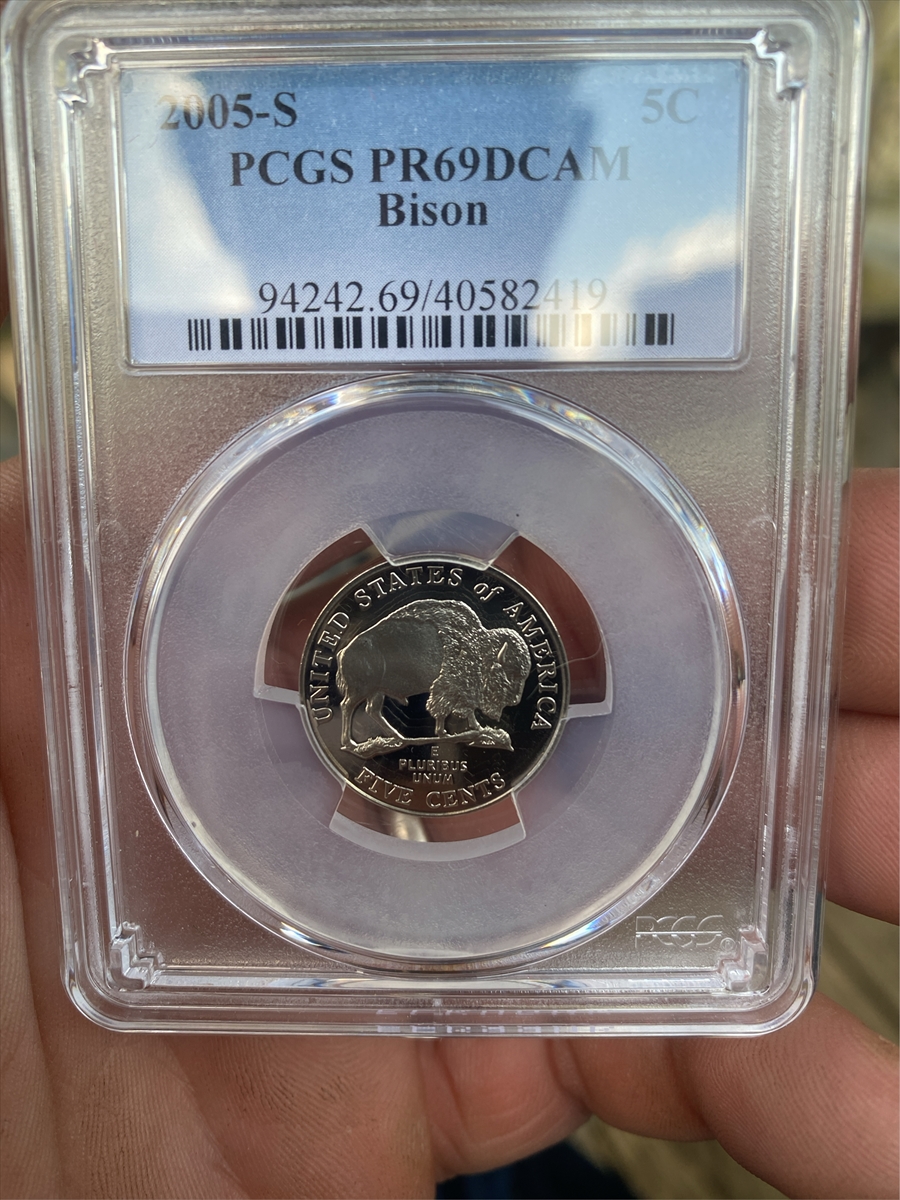 2005-S 5C
PCGS PR69DCAM
Bison
94242.69/40582419
UNITED STATES of AMERICA
E
PLURIBUS
UNUM
FIVE CENTS
PCGS®